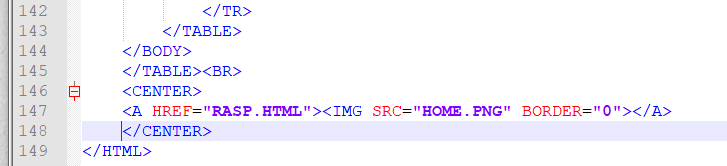 142 </TR>
143 </TABLE>
144 </BODY>
145 </TABLE><BR>
146 <CENTER>
147 <A HREF="RASP.HTML"><IMG SRC="HOME.PNG" BORDER="0"></A>
148 </CENTER>
149 </HTML>